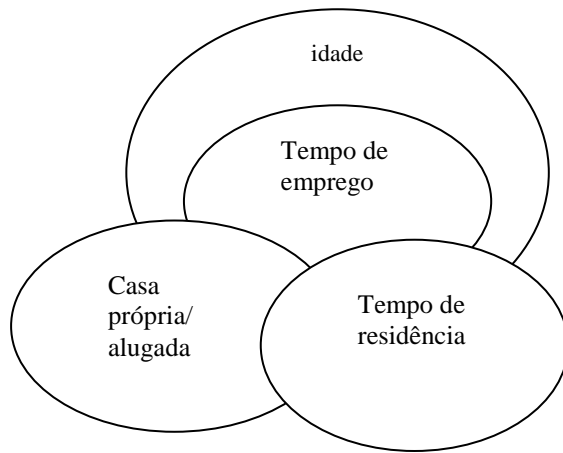 idade
Tempo de
emprego
Casa
própria/
alugada
Tempo de
residência